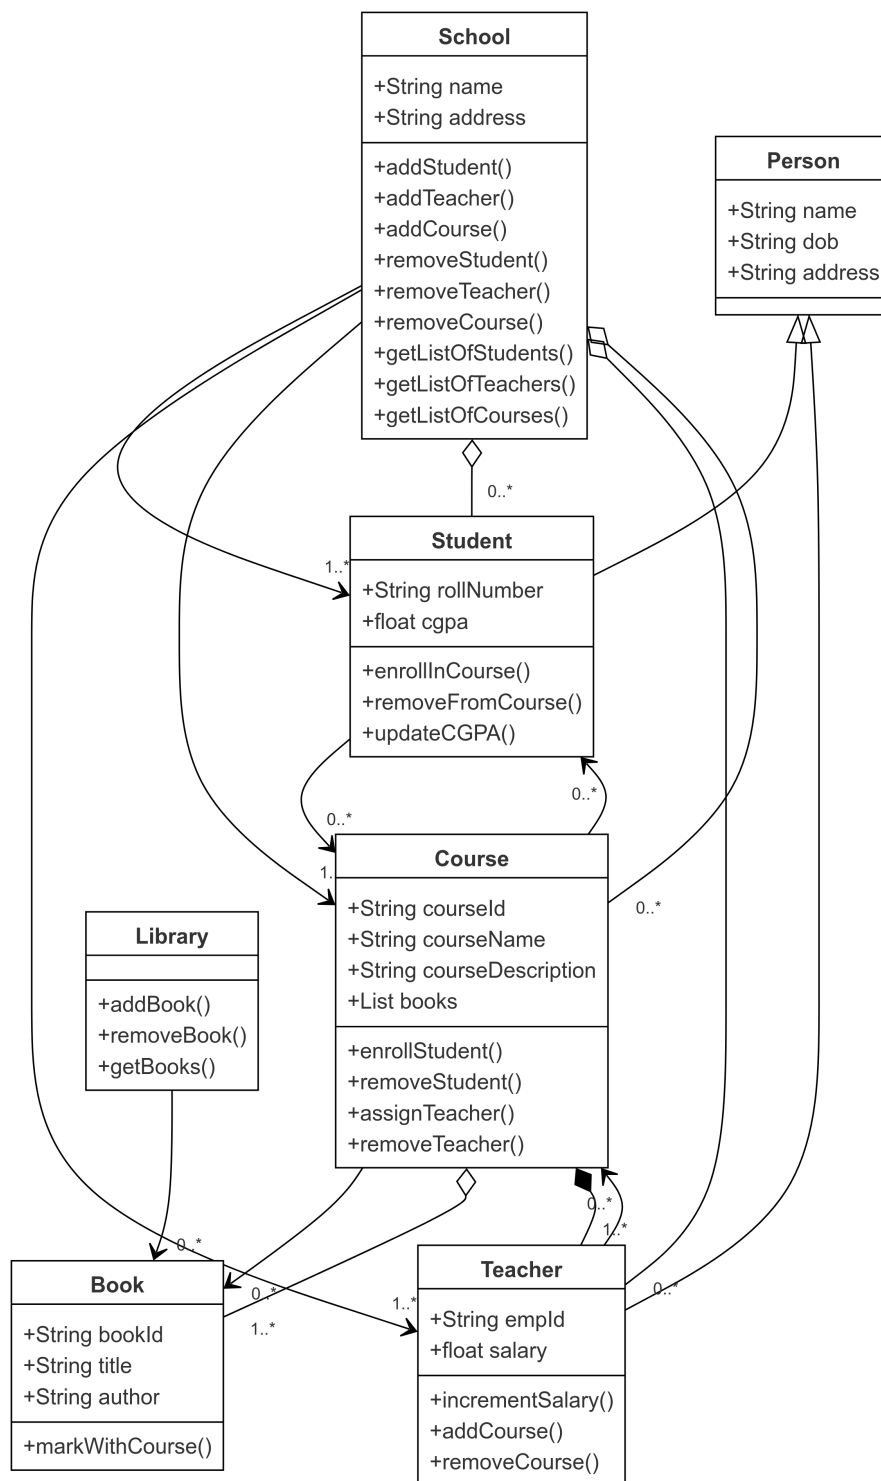 School
+String name
+String address
+addStudent()
+addTeacher()
+addCourse()
+removeStudent()
+removeTeacher()
+removeCourse()
+getListOfStudents()
+getListOfTeachers()
+getListOfCourses()
Person
+String name
+String dob
+String address
0..*
1..*
Student
+String rollNumber
+float cgpa
+enrollInCourse()
+removeFromCourse()
+updateCGPA()
0..*
0..*
1..
0..*
Course
+String courseId
+String courseName
+String courseDescription
+List books
+enrollStudent()
+removeStudent()
+assignTeacher()
+removeTeacher()
Library
+addBook()
+removeBook()
+getBooks()
0..*
1..*
0..*
0..*
1..*
1..*
0..*
Book
+String bookId
+String title
+String author
+markWithCourse()
Teacher
+String empId
+float salary
+incrementSalary()
+addCourse()
+removeCourse()